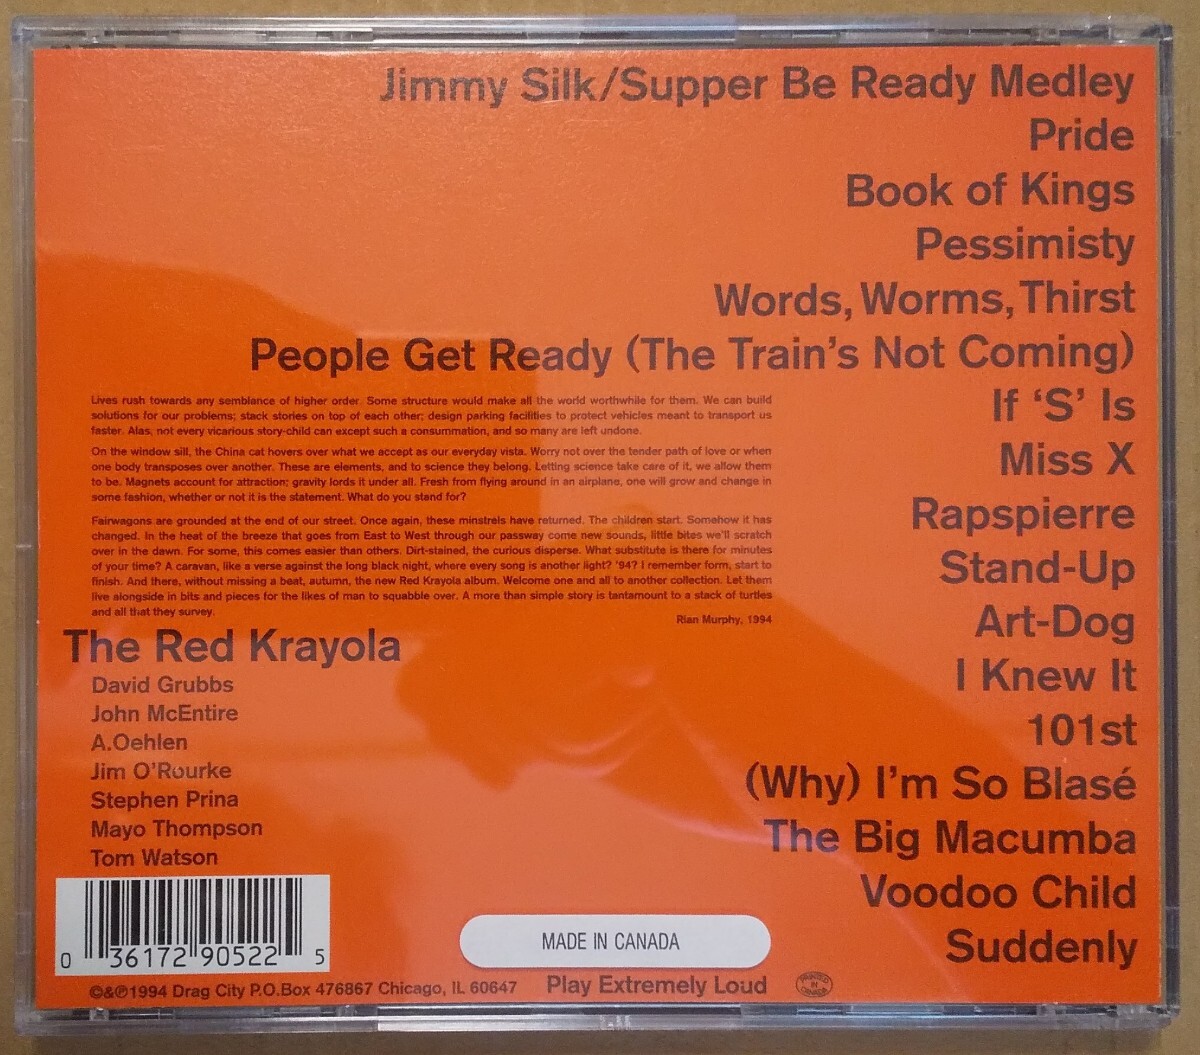 Jimmy Silk/Supper Be Ready Medley
Pride
Book of Kings
Pessimisty
Words, Worms, Thirst
People Get Ready (The Train's Not Coming)
If 'S' Is
Miss X
Rapspierre
Stand-Up
Art-Dog
I Knew It
101st
(Why) I'm So Blasé
The Big Macumba
Voodoo Child
Suddenly
Lives rush towards any semblance of higher order. Some structure would make all the world worthwhile for them. We can build
solutions for our problems; stack stories on top of each other; design parking facilities to protect vehicles meant to transport us
faster. Alas, not every vicarious story-child can except such a consummation, and so many are left undone.
On the window sill, the China cat hovers over what we accept as our everyday vista. Worry not over the tender path of love or when
one body transposes over another. These are elements, and to science they belong. Letting science take care of it, we allow them
to be. Magnets account for attraction; gravity lords it under all. Fresh from flying around in an airplane, one will grow and change in
some fashion, whether or not it is the statement. What do you stand for?
Fairwagons are grounded at the end of our street. Once again, these minstrels have returned. The children start. Somehow it has
changed. In the heat of the breeze that goes from East to West through our passway come new sounds, little bites we'll scratch
over in the dawn. For some, this comes easier than others. Dirt-stained, the curious disperse. What substitute is there for minutes
of your time? A caravan, like a verse against the long black night, where every song is another light? '94? I remember form, start to
finish. And there, without missing a beat, autumn, the new Red Krayola album. Welcome one and all to another collection. Let them
live alongside in bits and pieces for the likes of man to squabble over. A more than simple story is tantamount to a stack of turtles
and all that they survey.
Rian Murphy, 1994
The Red Krayola
David Grubbs
John McEntire
A.Oehlen
Jim O'Rourke
Stephen Prina
Mayo Thompson
Tom Watson
0 36172 90522 5
MADE IN CANADA
©&℗1994 Drag City P.O.Box 476867 Chicago, IL 60647
Play Extremely Loud
PRINTED IN CANADA